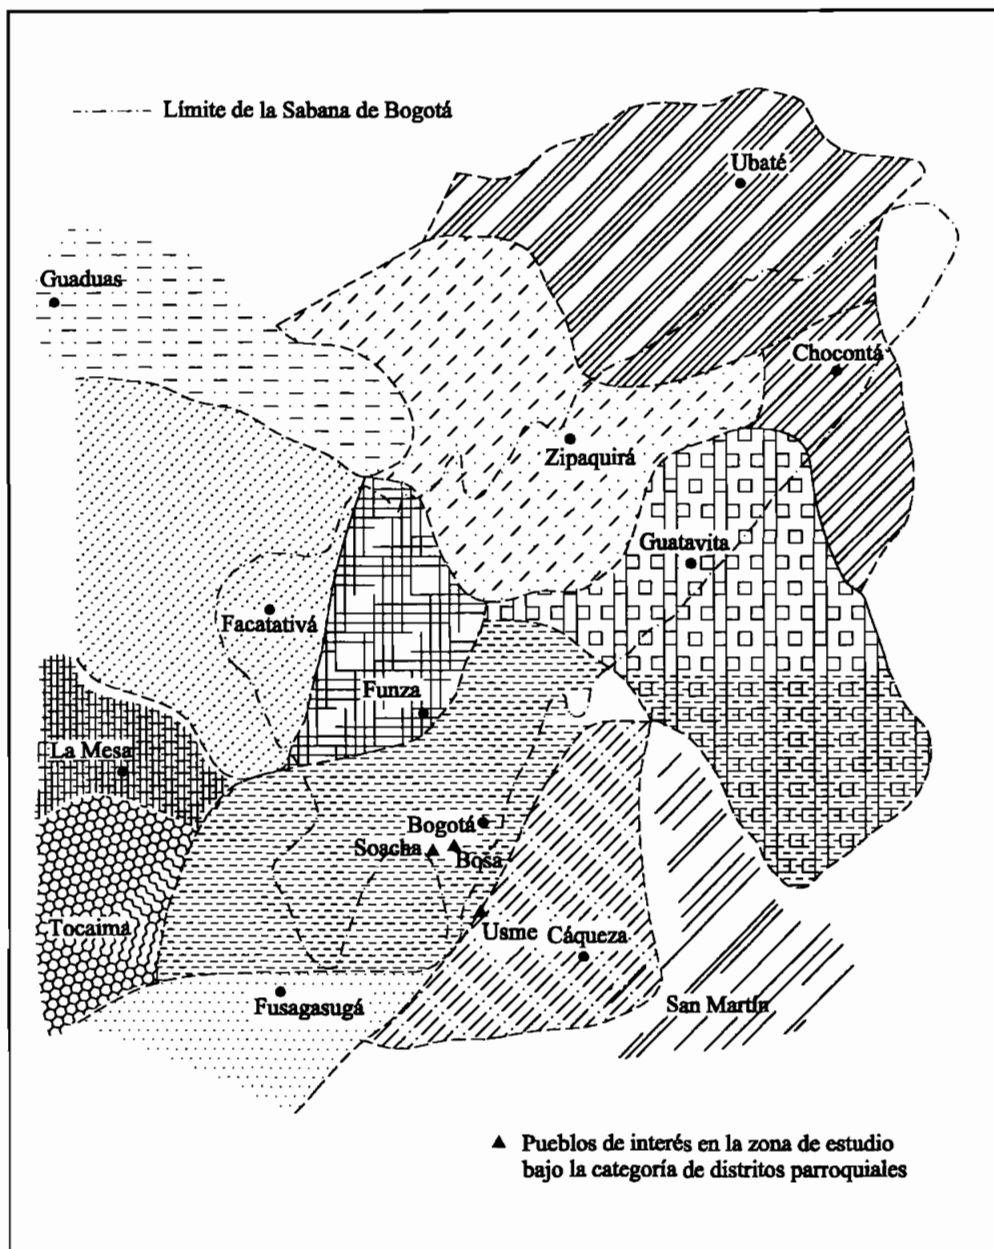 Límite de la Sabana de Bogotá
Ubaté
Guaduas
Chocontá
Zipaquirá
Guatavita
Facatativá
Funza
La Mesa
Bogotá
Soacha
Bosa
Tocaima
Usme
Cáqueza
Fusagasugá
San Martín
Pueblos de interés en la zona de estudio
bajo la categoría de distritos parroquiales